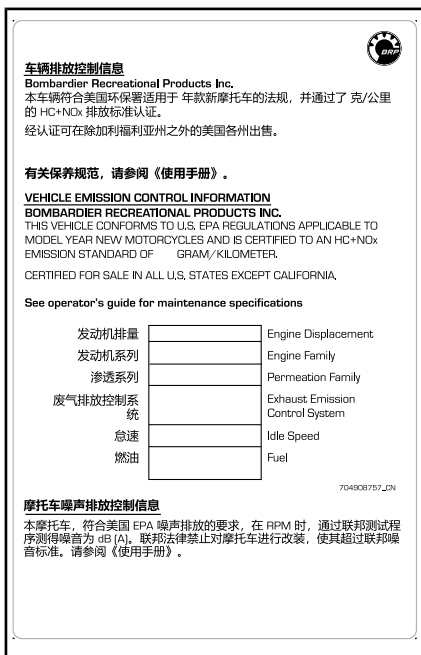 BRP
车辆排放控制信息
Bombardier Recreational Products Inc.
本车辆符合美国环保署适用于 年款新摩托车的法规，并通过了 克/公里
的 HC+NOx 排放标准认证。
经认证可在除加利福利亚州之外的美国各州出售。
有关保养规范，请参阅《使用手册》。
VEHICLE EMISSION CONTROL INFORMATION
BOMBARDIER RECREATIONAL PRODUCTS INC.
THIS VEHICLE CONFORMS TO U.S. EPA REGULATIONS APPLICABLE TO
MODEL YEAR NEW MOTORCYCLES AND IS CERTIFIED TO AN HC+NOx
EMISSION STANDARD OF GRAM/KILOMETER.
CERTIFIED FOR SALE IN ALL U.S. STATES EXCEPT CALIFORNIA.
See operator's guide for maintenance specifications
发动机排量 Engine Displacement
发动机系列 Engine Family
渗透系列 Permeation Family
废气排放控制系 Exhaust Emission
统 Control System
怠速 Idle Speed
燃油 Fuel
704908757_CN
摩托车噪声排放控制信息
本摩托车，符合美国 EPA 噪声排放的要求，在 RPM 时，通过联邦测试程
序测得噪音为 dB (A)。联邦法律禁止对摩托车进行改装，使其超过联邦噪
音标准。请参阅《使用手册》。